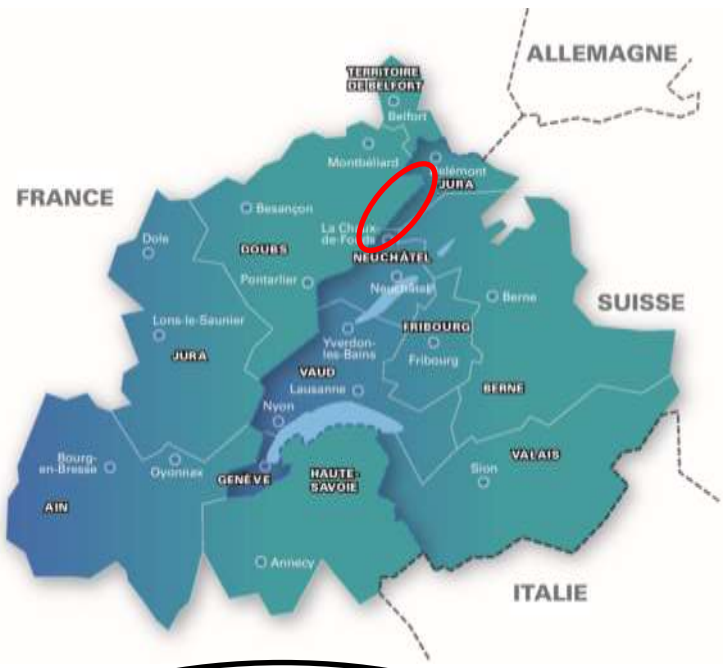 ALLEMAGNE
TERRITOIRE
DE BELFORT
Belfort
Montbéliard
Delémont
JURA
FRANCE
Besançon
La Chaux-
de-Fonds
Dole
DOUBS
NEUCHÂTEL
Pontarlier
Neuchâtel
Berne
SUISSE
Lons-le-Saunier
FRIBOURG
Yverdon-
les-Bains
Fribourg
JURA
VAUD
Lausanne
BERNE
Nyon
Bourg-
en-Bresse
Oyonnax
GENÈVE
HAUTE-
SAVOIE
VALAIS
Sion
AIN
Annecy
ITALIE